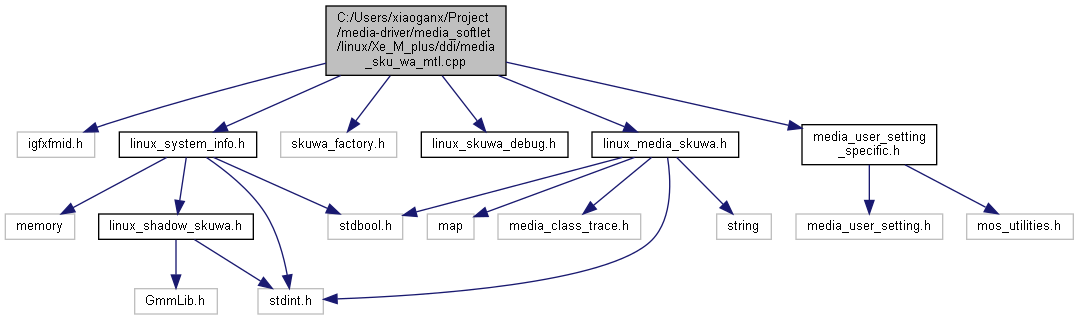 C:/Users/xiaoganx/Project
/media-driver/media_softlet
/linux/Xe_M_plus/ddi/media
_sku_wa_mtl.cpp
igfxfmid.h
linux_system_info.h
skuwa_factory.h
linux_skuwa_debug.h
linux_media_skuwa.h
media_user_setting
_specific.h
memory
linux_shadow_skuwa.h
stdbool.h
map
media_class_trace.h
string
media_user_setting.h
mos_utilities.h
GmmLib.h
stdint.h